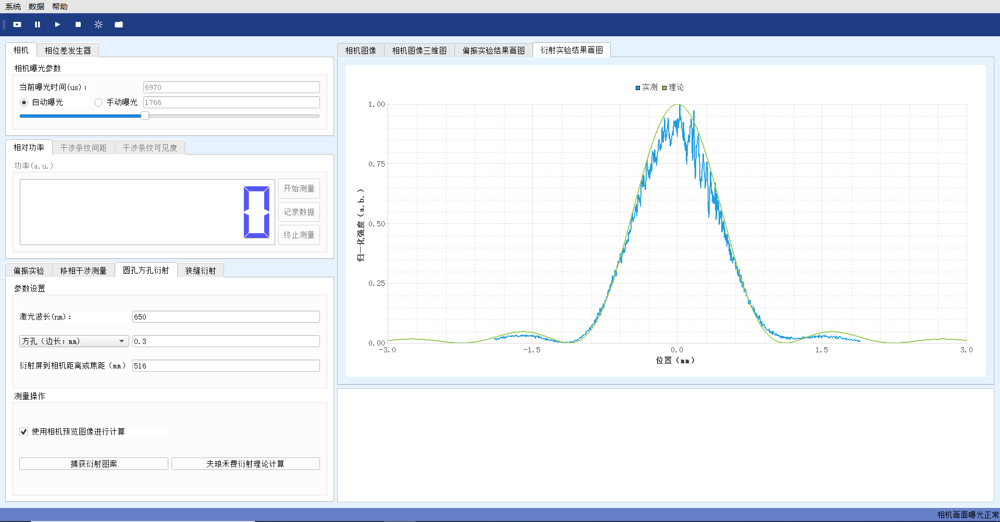 系统 数据 帮助
相机 相位差发生器
相机曝光参数
当前曝光时间(us)： 6970
自动曝光 手动曝光 1766
相对功率 干涉条纹间距 干涉条纹可见度
功率(a.u.)
0
开始测量
记录数据
终止测量
偏振实验 移相干涉测量 圆孔方孔衍射 狭缝衍射
参数设置
激光波长(nm)： 650
方孔（边长：mm） 0.3
衍射屏到相机距离或焦距（mm） 516
测量操作
使用相机预览图像进行计算
捕获衍射图案 夫琅禾费衍射理论计算
相机图像 相机图像三维图 偏振实验结果画图 衍射实验结果画图
实测 理论
1.00
0.75
0.50
0.25
0.00
归一化强度（a.b.）
-3.0 -1.5 0.0 1.5 3.0
位置（mm）
相机画面曝光正常